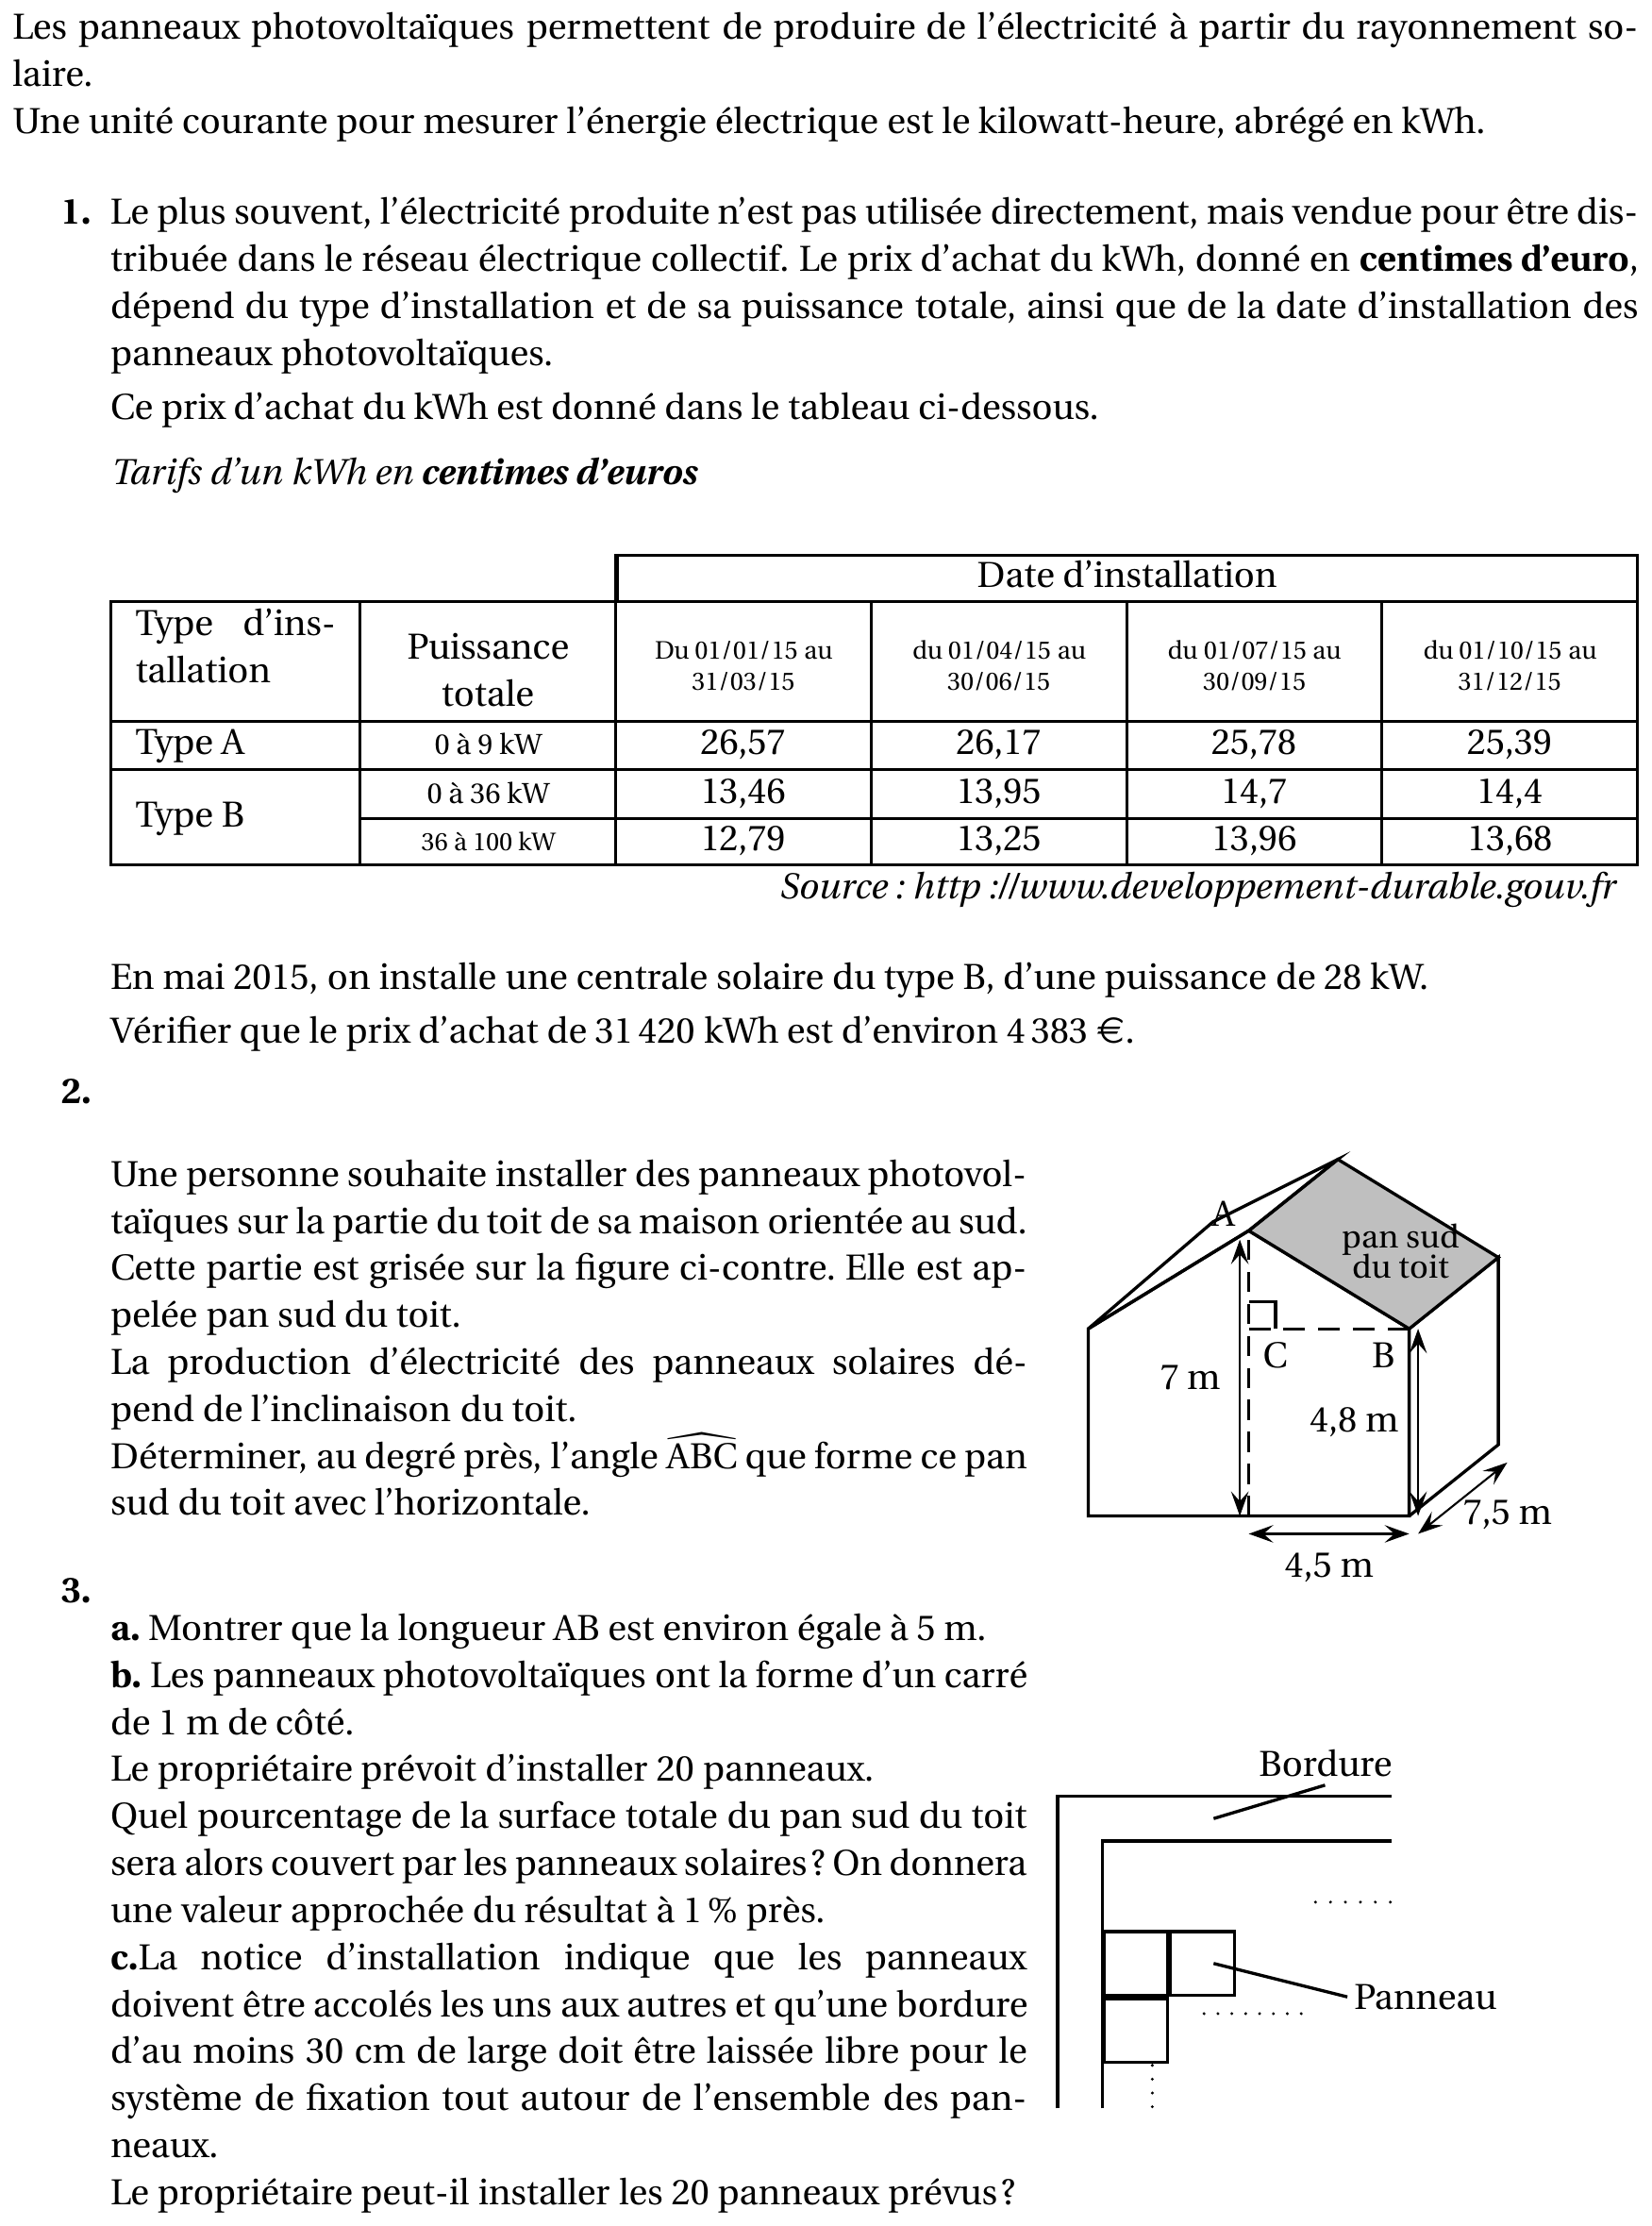 Les panneaux photovoltaïques permettent de produire de l’électricité à partir du rayonnement so-
laire.
Une unité courante pour mesurer l’énergie électrique est le kilowatt-heure, abrégé en kWh.
1. Le plus souvent, l’électricité produite n’est pas utilisée directement, mais vendue pour être dis-
tribuée dans le réseau électrique collectif. Le prix d’achat du kWh, donné en centimes d’euro,
dépend du type d’installation et de sa puissance totale, ainsi que de la date d’installation des
panneaux photovoltaïques.
Ce prix d’achat du kWh est donné dans le tableau ci-dessous.
Tarifs d’un kWh en centimes d’euros
Date d’installation
Type d’ins-
tallation
Puissance
totale
Du 01/01/15 au
31/03/15
du 01/04/15 au
30/06/15
du 01/07/15 au
30/09/15
du 01/10/15 au
31/12/15
Type A 0 à 9 kW 26,57 26,17 25,78 25,39
Type B
0 à 36 kW 13,46 13,95 14,7 14,4
36 à 100 kW 12,79 13,25 13,96 13,68
Source : http ://www.developpement-durable.gouv.fr
En mai 2015, on installe une centrale solaire du type B, d’une puissance de 28 kW.
Vérifier que le prix d’achat de 31 420 kWh est d’environ 4 383 €.
2.
Une personne souhaite installer des panneaux photovol-
taïques sur la partie du toit de sa maison orientée au sud.
Cette partie est grisée sur la figure ci-contre. Elle est ap-
pelée pan sud du toit.
La production d’électricité des panneaux solaires dé-
pend de l’inclinaison du toit.
Déterminer, au degré près, l’angle ABC que forme ce pan
sud du toit avec l’horizontale.
A
pan sud
du toit
C
B
7 m
4,8 m
7,5 m
4,5 m
3.
a. Montrer que la longueur AB est environ égale à 5 m.
b. Les panneaux photovoltaïques ont la forme d’un carré
de 1 m de côté.
Le propriétaire prévoit d’installer 20 panneaux.
Quel pourcentage de la surface totale du pan sud du toit
sera alors couvert par les panneaux solaires ? On donnera
une valeur approchée du résultat à 1 % près.
c.La notice d’installation indique que les panneaux
doivent être accolés les uns aux autres et qu’une bordure
d’au moins 30 cm de large doit être laissée libre pour le
système de fixation tout autour de l’ensemble des pan-
neaux.
Le propriétaire peut-il installer les 20 panneaux prévus ?
Bordure
Panneau